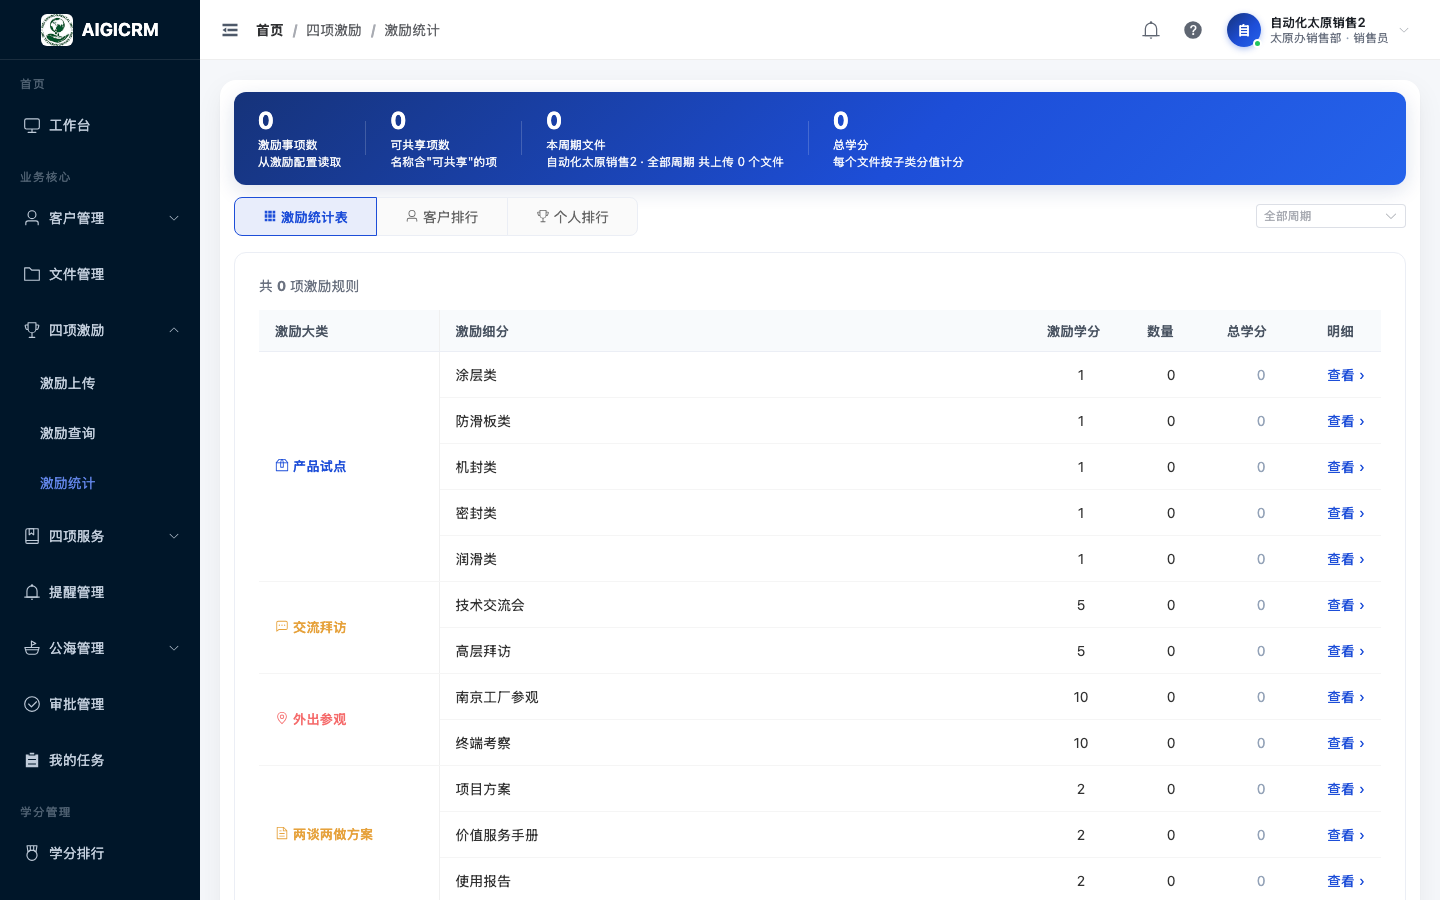 AIGICRM
首页 / 四项激励 / 激励统计
自
自动化太原销售2
太原办销售部 · 销售员
首页
工作台
业务核心
客户管理
文件管理
四项激励
激励上传
激励查询
激励统计
四项服务
提醒管理
公海管理
审批管理
我的任务
学分管理
学分排行
0
激励事项数
从激励配置读取
0
可共享项数
名称含"可共享"的项
0
本周期文件
自动化太原销售2 · 全部周期 共上传 0 个文件
0
总学分
每个文件按子类分值计分
激励统计表
客户排行
个人排行
全部周期
共 0 项激励规则
激励大类 激励细分 激励学分 数量 总学分 明细
产品试点
涂层类 1 0 0 查看 ›
防滑板类 1 0 0 查看 ›
机封类 1 0 0 查看 ›
密封类 1 0 0 查看 ›
润滑类 1 0 0 查看 ›
交流拜访
技术交流会 5 0 0 查看 ›
高层拜访 5 0 0 查看 ›
外出参观
南京工厂参观 10 0 0 查看 ›
终端考察 10 0 0 查看 ›
两谈两做方案
项目方案 2 0 0 查看 ›
价值服务手册 2 0 0 查看 ›
使用报告 2 0 0 查看 ›